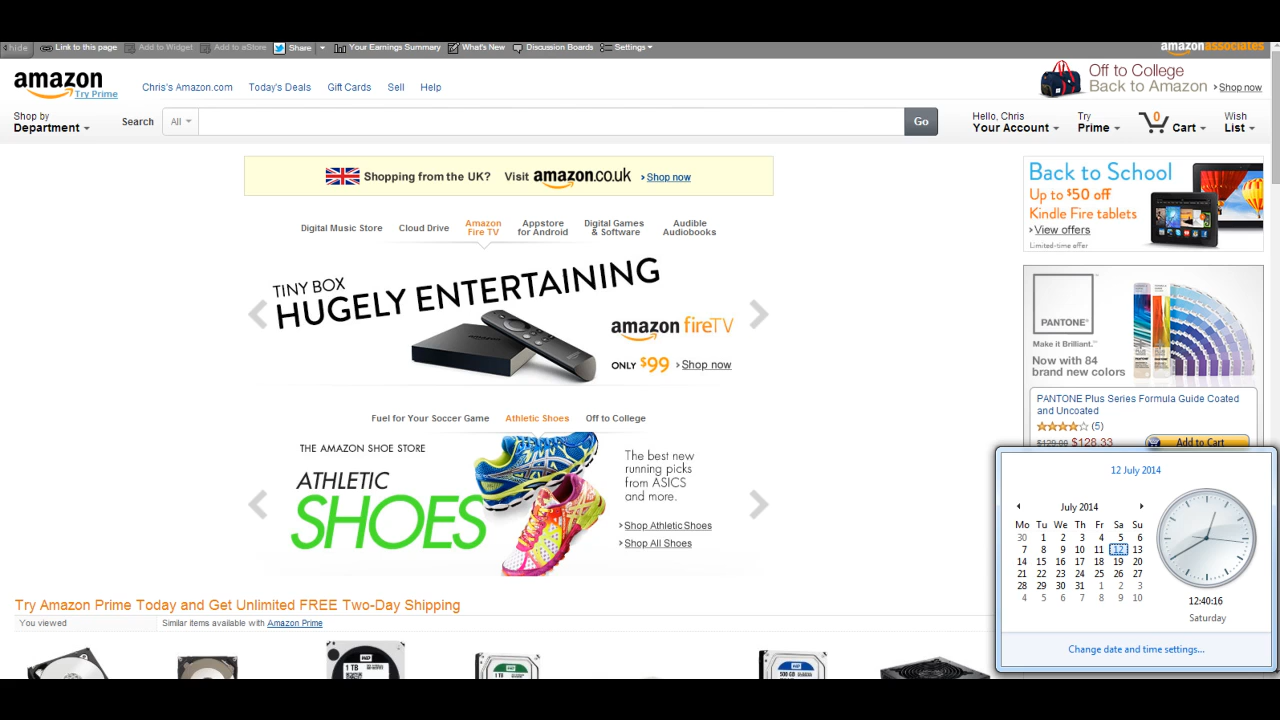 hide Link to this page Add to Widget Add to aStore Share Your Earnings Summary What's New Discussion Boards Settings amazonassociates
amazon
Try Prime
Chris's Amazon.com Today's Deals Gift Cards Sell Help
Off to College
Back to Amazon Shop now
Shop by
Department
Search All Go
Hello, Chris
Your Account
Try
Prime
0
Cart
Wish
List
Shopping from the UK? Visit amazon.co.uk Shop now
Digital Music Store Cloud Drive
Amazon
Fire TV
Appstore
for Android
Digital Games
& Software
Audible
Audiobooks
TINY BOX
HUGELY ENTERTAINING
amazon fireTV
ONLY $99 Shop now
Back to School
Up to $50 off
Kindle Fire tablets
View offers
Limited-time offer
PANTONE
Make it Brilliant.™
Now with 84
brand new colors
PANTONE Plus Series Formula Guide Coated
and Uncoated
(5)
$129.00 $128.33 Add to Cart
Fuel for Your Soccer Game Athletic Shoes Off to College
THE AMAZON SHOE STORE
ATHLETIC
SHOES
The best new
running picks
from ASICS
and more.
Shop Athletic Shoes
Shop All Shoes
Try Amazon Prime Today and Get Unlimited FREE Two-Day Shipping
You viewed Similar items available with Amazon Prime
1 TB
WD
WD
WD
500 GB
12 July 2014
July 2014
Mo Tu We Th Fr Sa Su
30 1 2 3 4 5 6
7 8 9 10 11 12 13
14 15 16 17 18 19 20
21 22 23 24 25 26 27
28 29 30 31 1 2 3
4 5 6 7 8 9 10
12:40:16
Saturday
Change date and time settings...